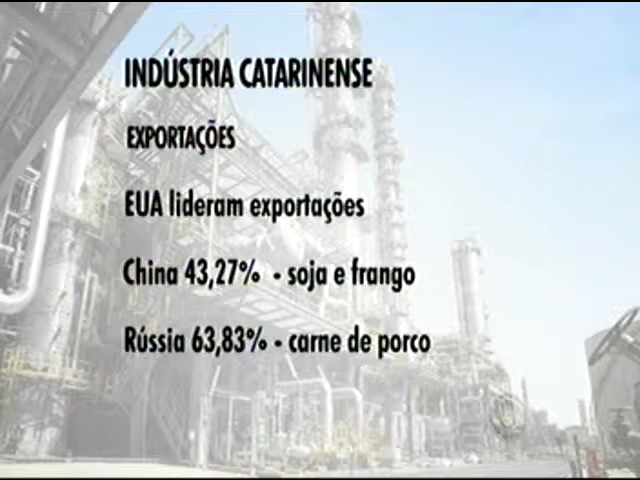 INDÚSTRIA CATARINENSE
EXPORTAÇÕES
EUA lideram exportações
China 43,27% - soja e frango
Rússia 63,83% - carne de porco